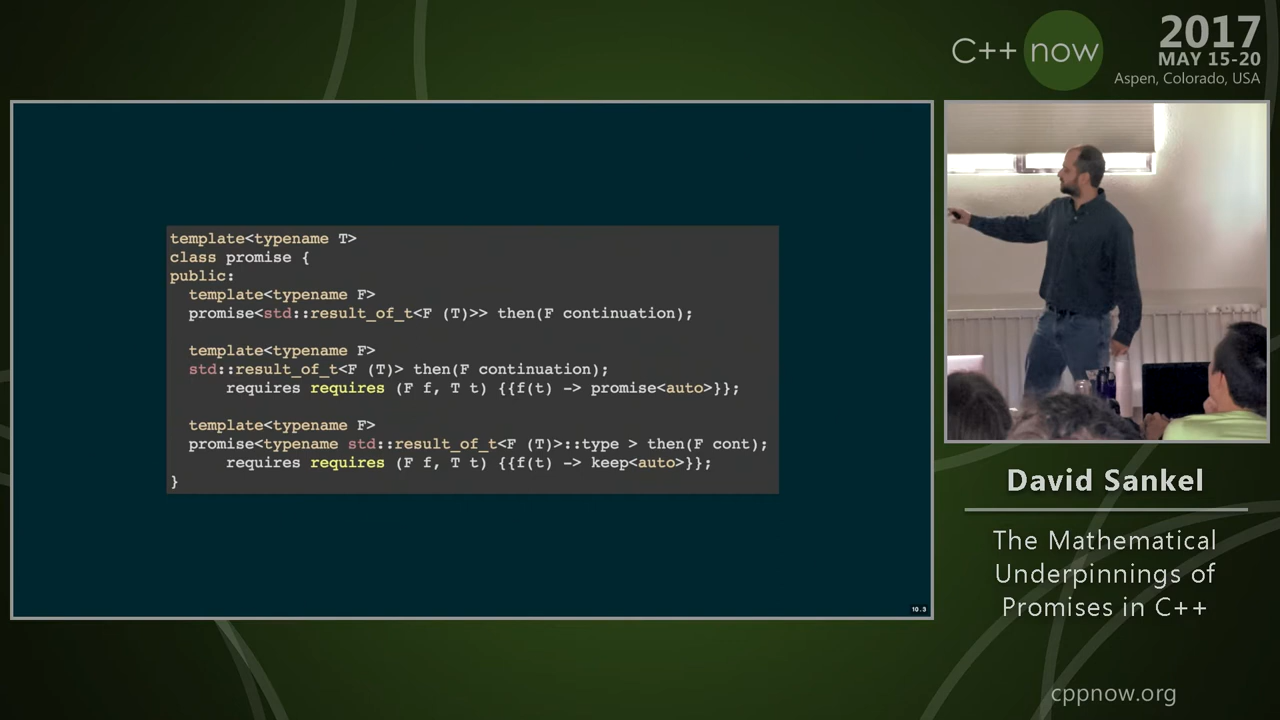 C++ now
2017
MAY 15-20
Aspen, Colorado, USA
template<typename T>
class promise {
public:
  template<typename F>
  promise<std::result_of_t<F (T)>> then(F continuation);

  template<typename F>
  std::result_of_t<F (T)> then(F continuation);
      requires requires (F f, T t) {{f(t) -> promise<auto>}};

  template<typename F>
  promise<typename std::result_of_t<F (T)>::type > then(F cont);
      requires requires (F f, T t) {{f(t) -> keep<auto>}};
}
10.3
David Sankel
The Mathematical
Underpinnings of
Promises in C++
cppnow.org